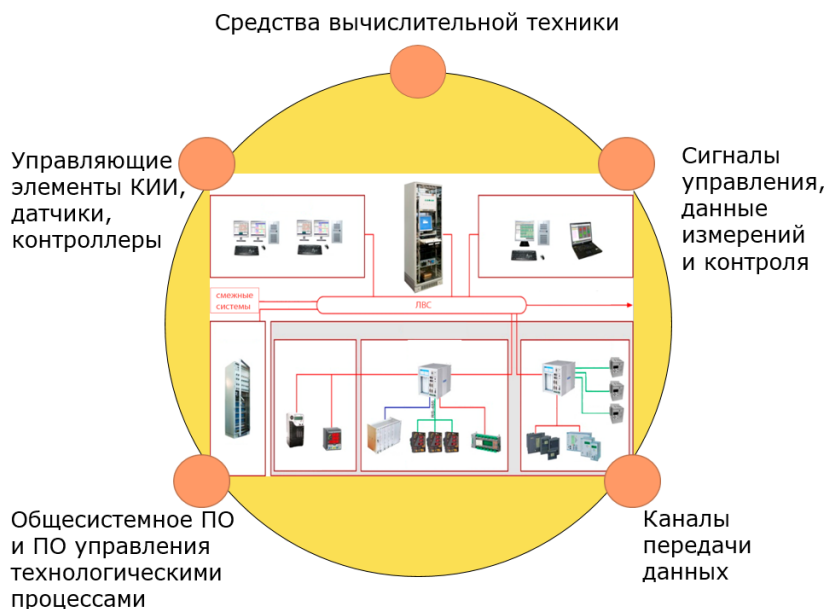 Средства вычислительной техники
Управляющие
элементы КИИ,
датчики,
контроллеры
Сигналы
управления,
данные
измерений
и контроля
смежные
системы
ЛВС
Общесистемное ПО
и ПО управления
технологическими
процессами
Каналы
передачи
данных